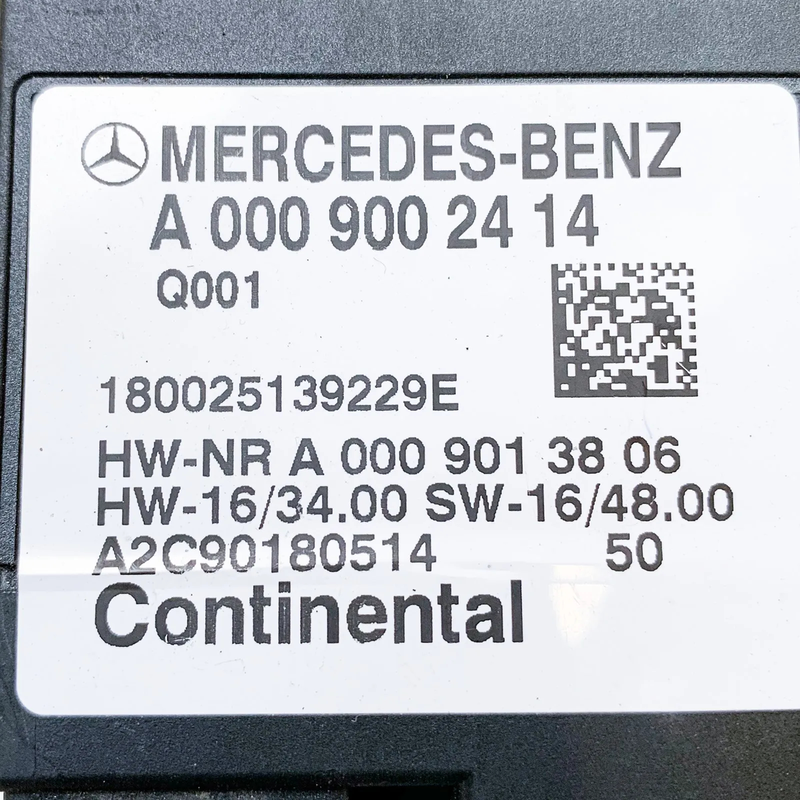 MERCEDES-BENZ
A 000 900 24 14
Q001
180025139229E
HW-NR A 000 901 38 06
HW-16/34.00 SW-16/48.00
A2C90180514 50
Continental